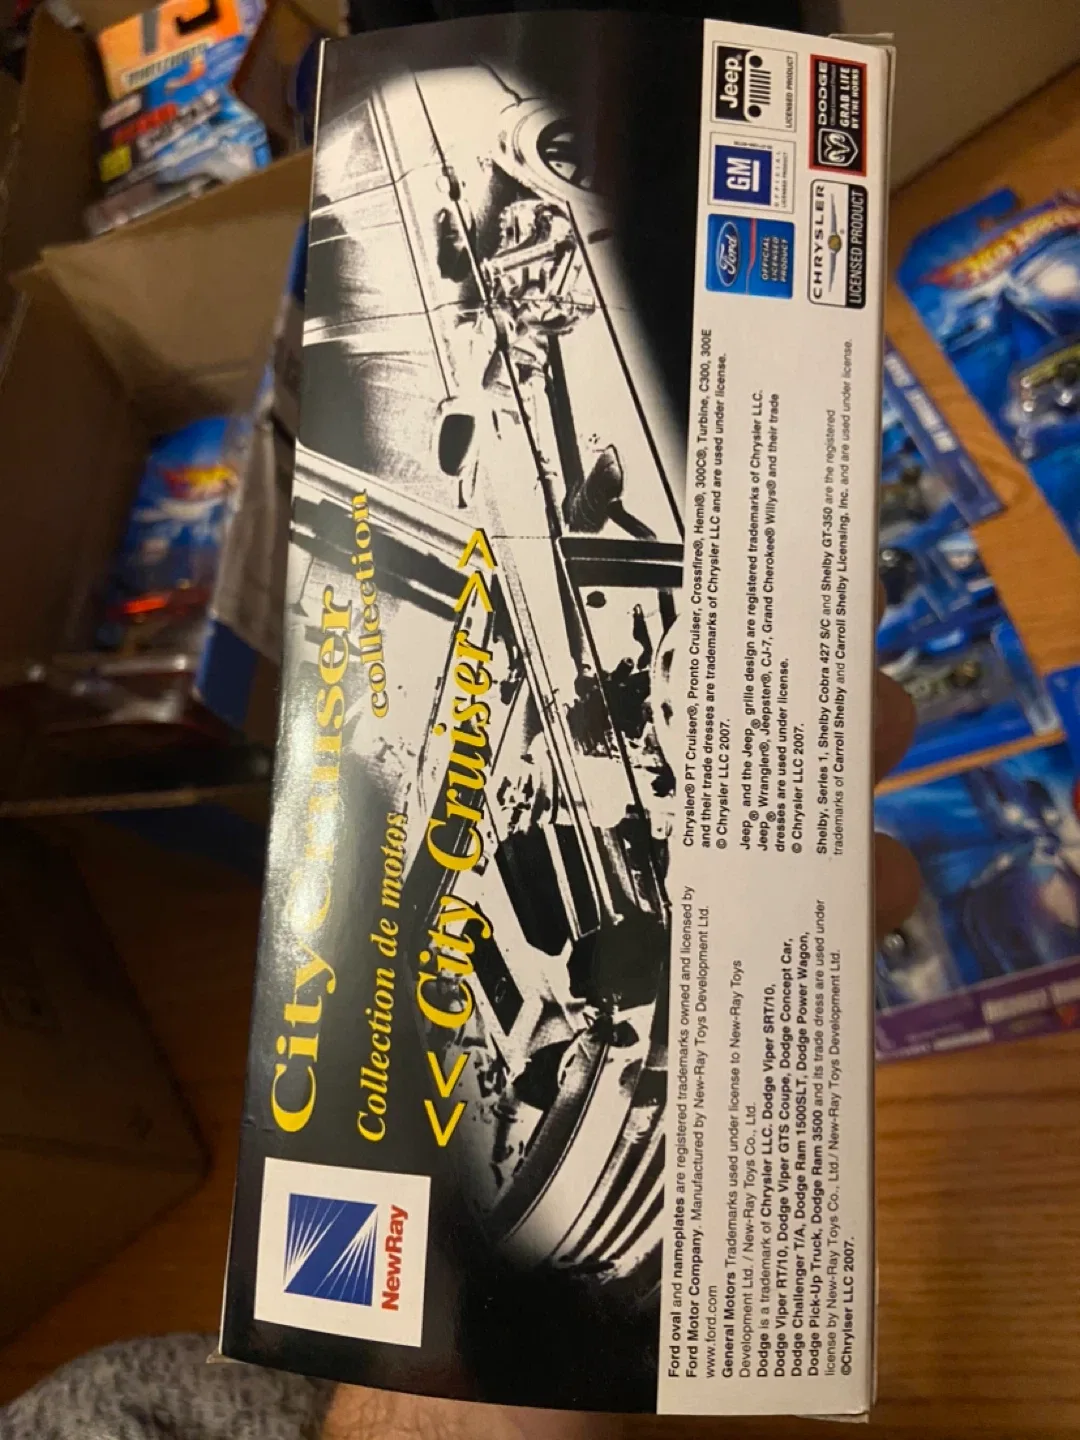 City Cruiser
collection
Collection de motos
<< City Cruiser >>
NewRay
Ford oval and nameplates are registered trademarks owned and licensed by
Ford Motor Company. Manufactured by New-Ray Toys Development Ltd.
www.ford.com
General Motors Trademarks used under license to New-Ray Toys
Development Ltd. / New-Ray Toys Co., Ltd.
Dodge is a trademark of Chrysler LLC. Dodge Viper SRT/10,
Dodge Viper RT/10, Dodge Viper GTS Coupe, Dodge Concept Car,
Dodge Challenger T/A, Dodge Ram 1500SLT, Dodge Power Wagon,
Dodge Pick-Up Truck, Dodge Ram 3500 and its trade dress are used under
license by New-Ray Toys Co., Ltd./ New-Ray Toys Development Ltd.
©Chrylser LLC 2007.
Chrysler® PT Cruiser®, Pronto Cruiser, Crossfire®, Hemi®, 300C®, Turbine, C300, 300E
and their trade dresses are trademarks of Chrysler LLC and are used under license.
© Chrysler LLC 2007.
Jeep® and the Jeep® grille design are registered trademarks of Chrysler LLC.
Jeep® Wrangler®, Jeepster®, CJ-7, Grand Cherokee® Willys® and their trade
dresses are used under license.
© Chrysler LLC 2007.
Shelby, Series 1, Shelby Cobra 427 S/C and Shelby GT-350 are the registered
trademarks of Carroll Shelby and Carroll Shelby Licensing. Inc. and are used under license.
Ford
OFFICIAL
LICENSED
PRODUCT
GM
OFFICIAL
LICENSED PRODUCT
Jeep
LICENSED PRODUCT
CHRYSLER
LICENSED PRODUCT
DODGE
GRAB LIFE
BY THE HORNS